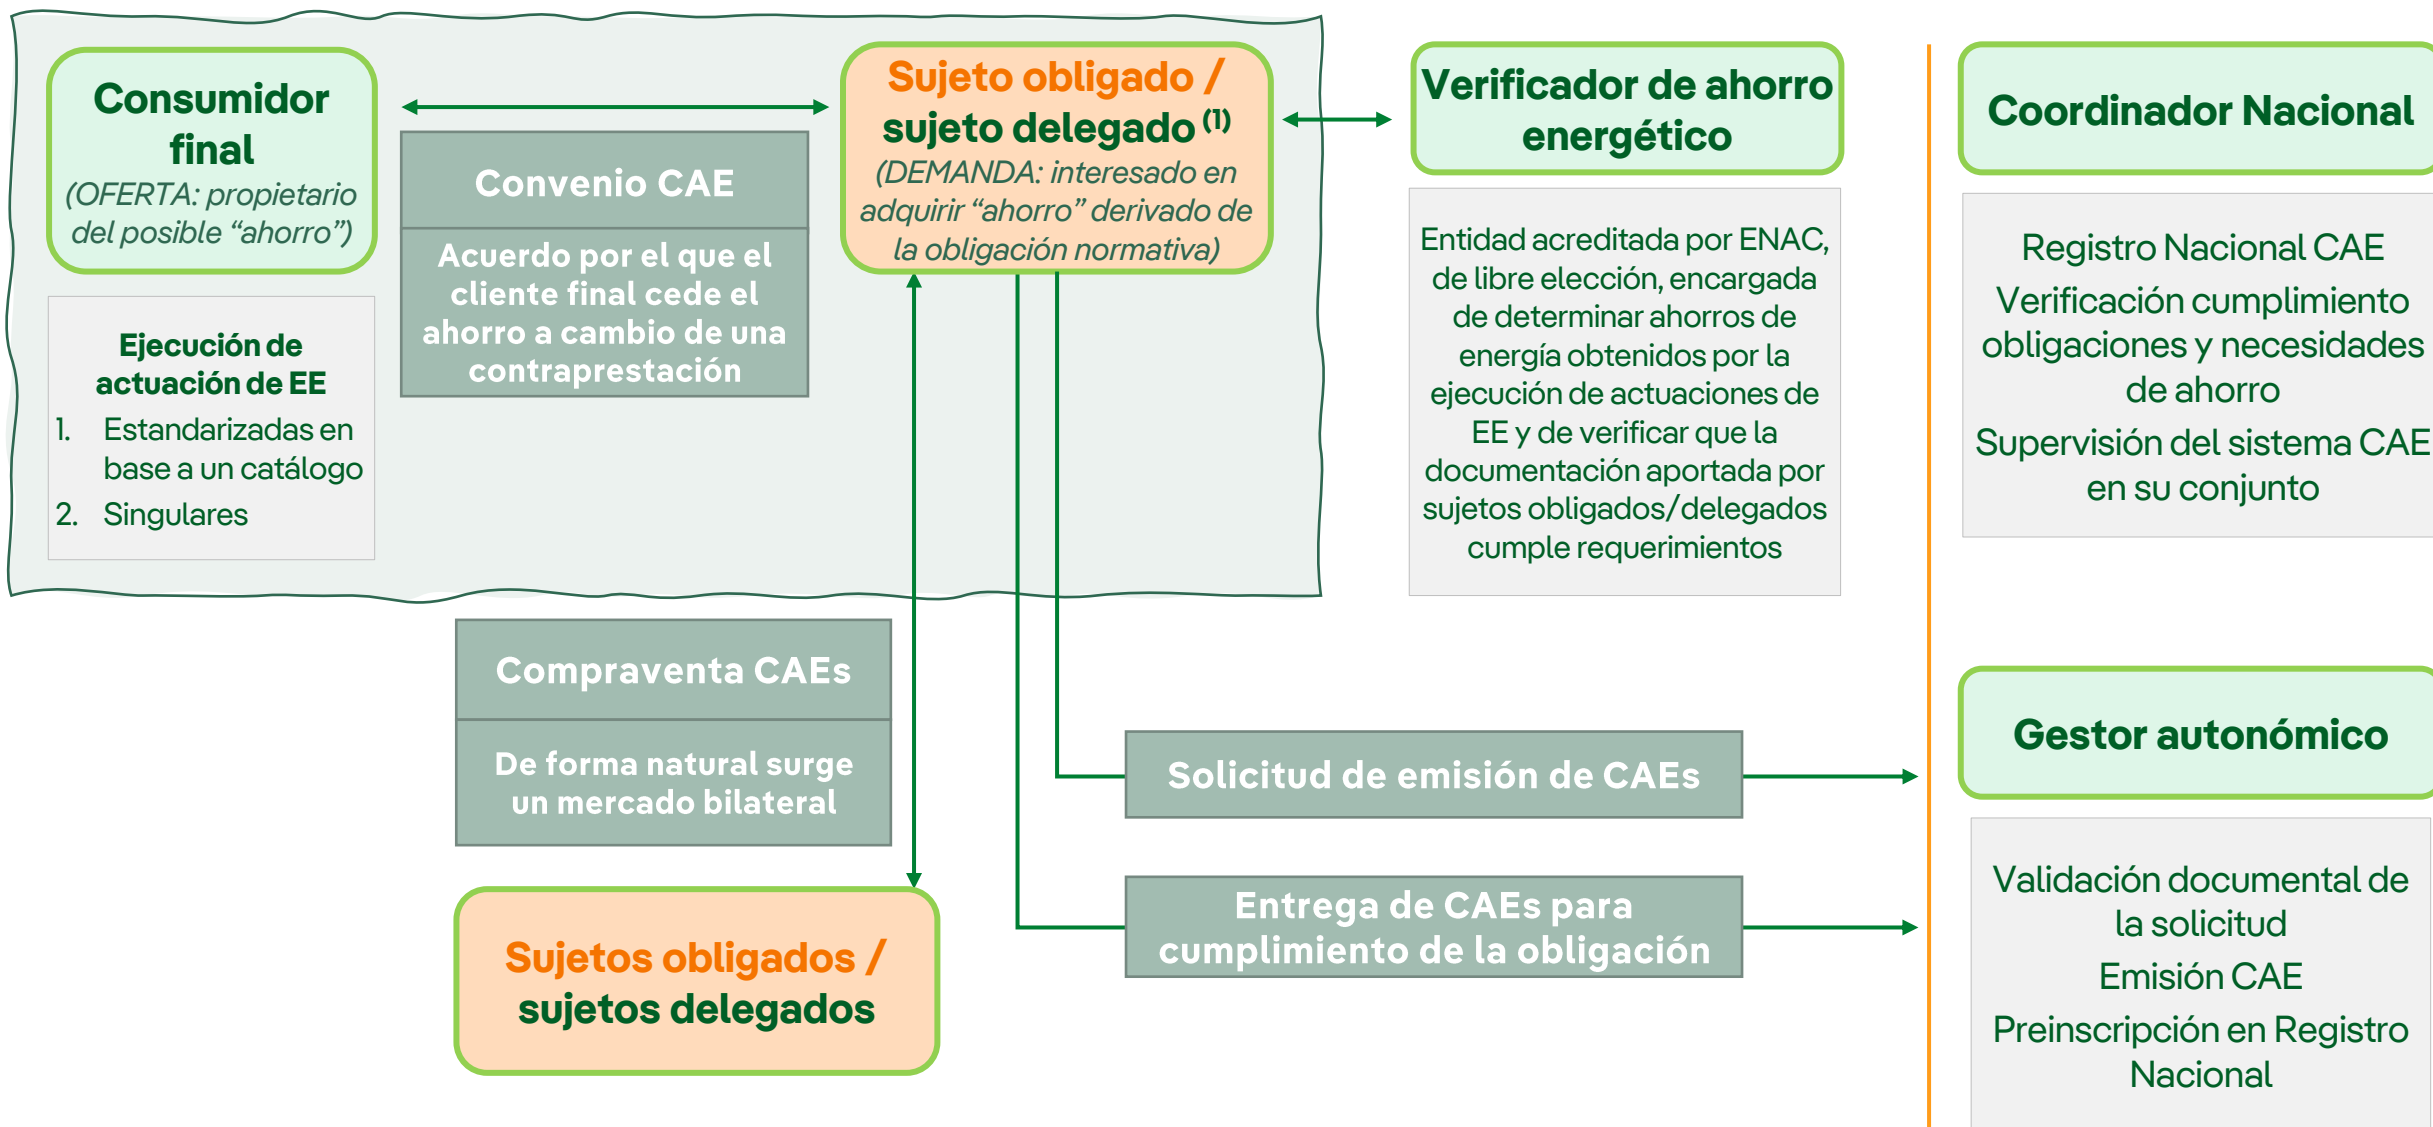 Consumidor
final
(OFERTA: propietario
del posible “ahorro”)
Ejecución de
actuación de EE
1. Estandarizadas en
base a un catálogo
2. Singulares
Convenio CAE
Acuerdo por el que el
cliente final cede el
ahorro a cambio de una
contraprestación
Sujeto obligado /
sujeto delegado (1)
(DEMANDA: interesado en
adquirir “ahorro” derivado de
la obligación normativa)
Verificador de ahorro
energético
Entidad acreditada por ENAC,
de libre elección, encargada
de determinar ahorros de
energía obtenidos por la
ejecución de actuaciones de
EE y de verificar que la
documentación aportada por
sujetos obligados/delegados
cumple requerimientos
Coordinador Nacional
Registro Nacional CAE
Verificación cumplimiento
obligaciones y necesidades
de ahorro
Supervisión del sistema CAE
en su conjunto
Compraventa CAEs
De forma natural surge
un mercado bilateral
Sujetos obligados /
sujetos delegados
Solicitud de emisión de CAEs
Entrega de CAEs para
cumplimiento de la obligación
Gestor autonómico
Validación documental de
la solicitud
Emisión CAE
Preinscripción en Registro
Nacional